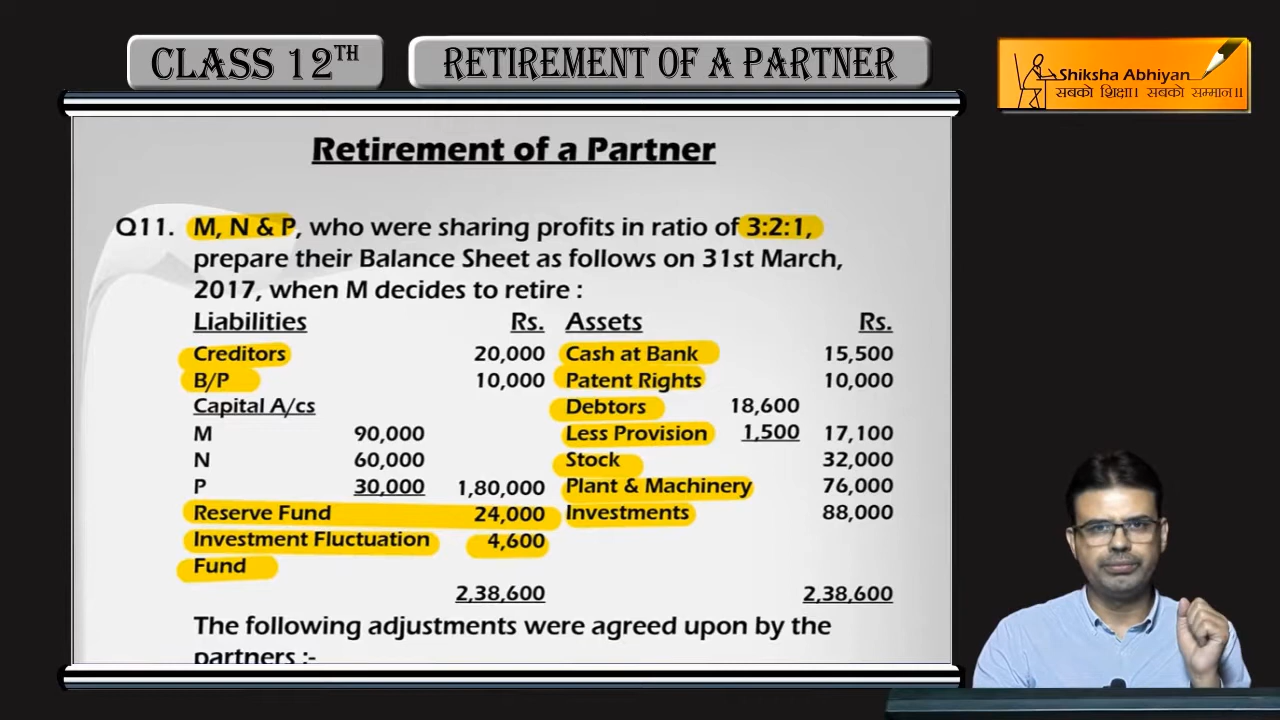 CLASS 12TH
RETIREMENT OF A PARTNER
Shiksha Abhiyan
सबको शिक्षा। सबको सम्मान।।
Retirement of a Partner
Q11. M, N & P, who were sharing profits in ratio of 3:2:1,
prepare their Balance Sheet as follows on 31st March,
2017, when M decides to retire :
Liabilities Rs. Assets Rs.
Creditors 20,000 Cash at Bank 15,500
B/P 10,000 Patent Rights 10,000
Capital A/cs Debtors 18,600
M 90,000 Less Provision 1,500 17,100
N 60,000 Stock 32,000
P 30,000 1,80,000 Plant & Machinery 76,000
Reserve Fund 24,000 Investments 88,000
Investment Fluctuation 4,600
Fund
2,38,600 2,38,600
The following adjustments were agreed upon by the
partners :-